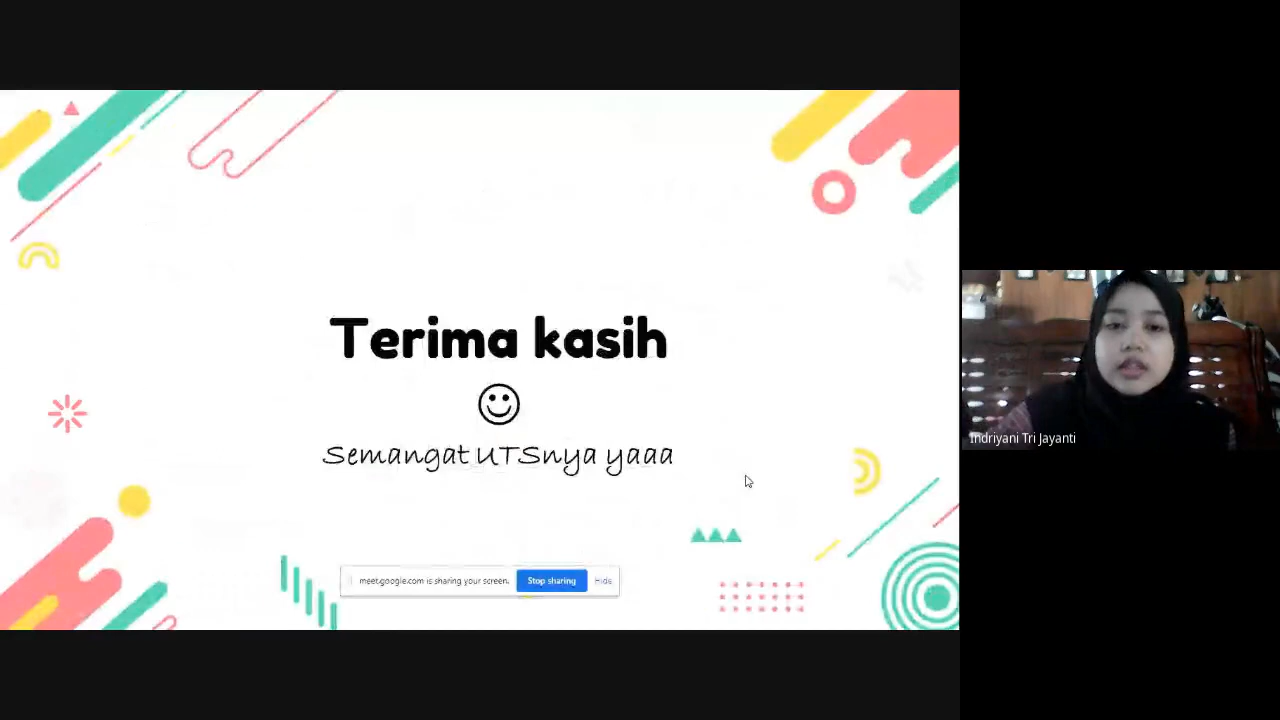 Terima kasih
Semangat UTSnya yaaa
meet.google.com is sharing your screen.
Stop sharing
Hide
Indriyani Tri Jayanti